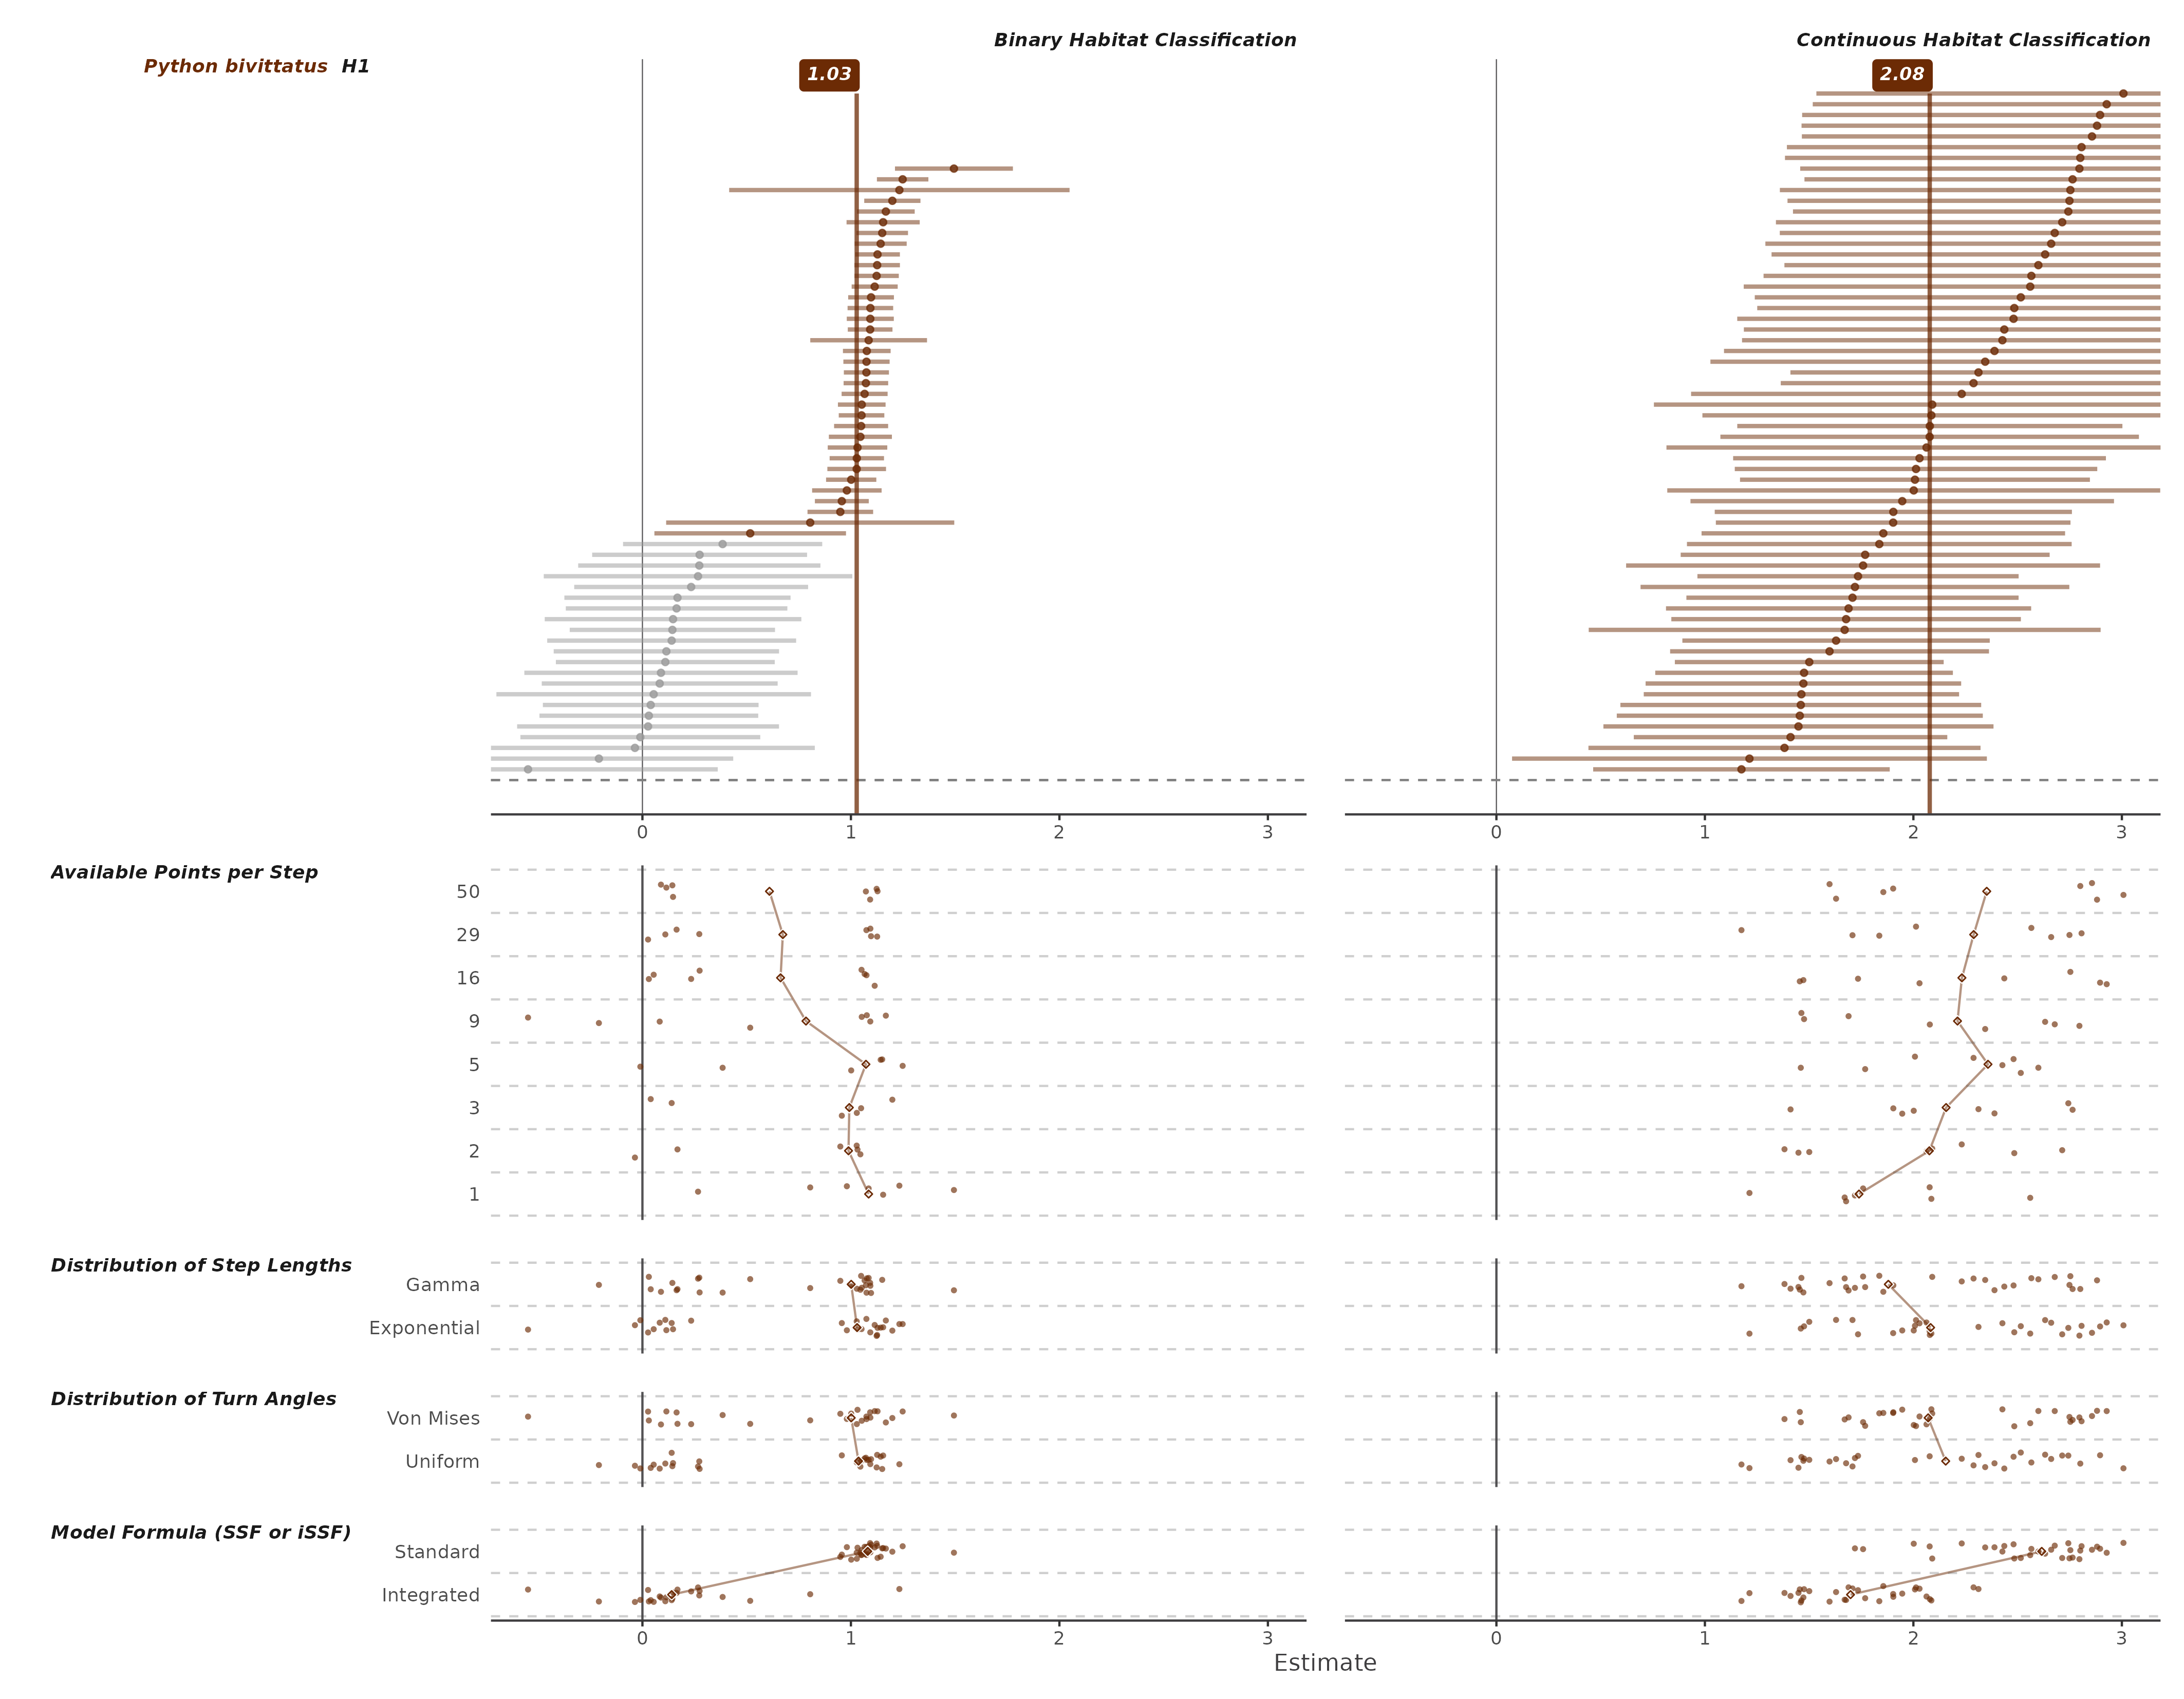 Binary Habitat Classification
Continuous Habitat Classification
Python bivittatus H1
1.03
2.08
0 1 2 3
0 1 2 3
Available Points per Step
50
29
16
9
5
3
2
1
Distribution of Step Lengths
Gamma
Exponential
Distribution of Turn Angles
Von Mises
Uniform
Model Formula (SSF or iSSF)
Standard
Integrated
0 1 2 3
0 1 2 3
Estimate